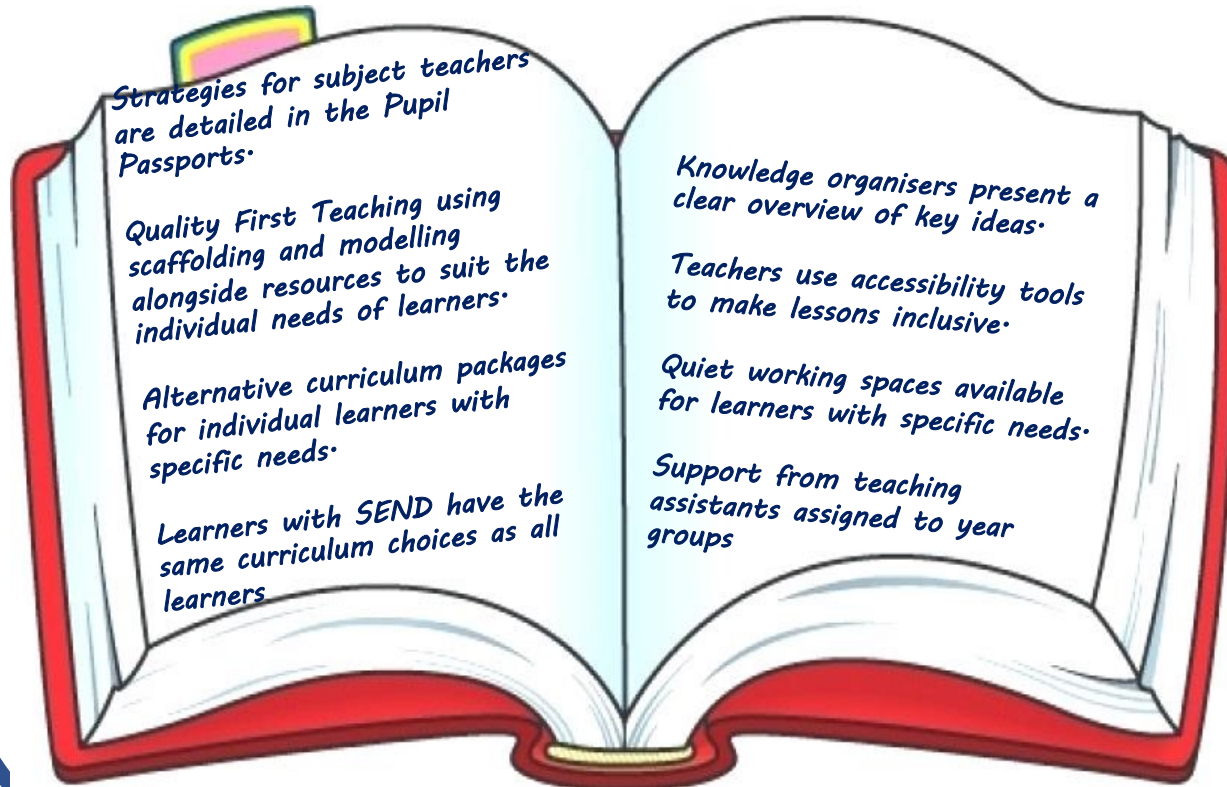 Strategies for subject teachers
are detailed in the Pupil
Passports.
Quality First Teaching using
scaffolding and modelling
alongside resources to suit the
individual needs of learners.
Alternative curriculum packages
for individual learners with
specific needs.
Learners with SEND have the
same curriculum choices as all
learners
Knowledge organisers present a
clear overview of key ideas.
Teachers use accessibility tools
to make lessons inclusive.
Quiet working spaces available
for learners with specific needs.
Support from teaching
assistants assigned to year
groups